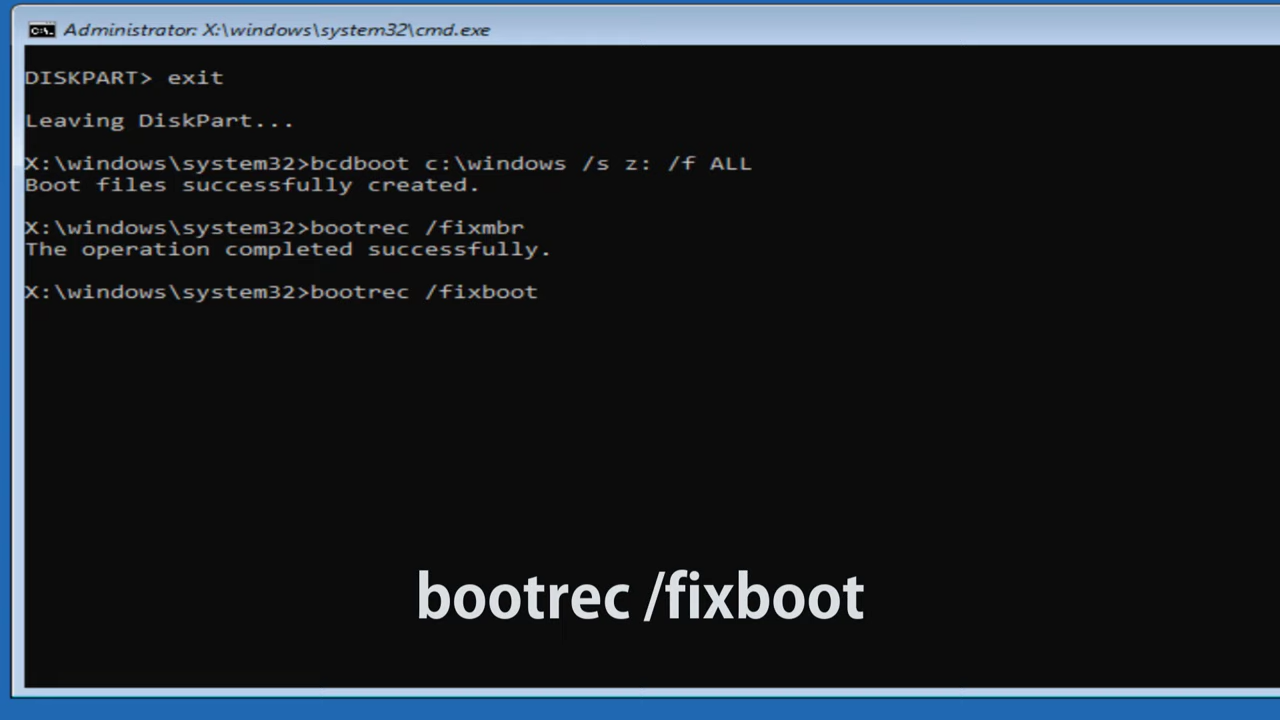 Administrator: X:\windows\system32\cmd.exe
DISKPART> exit
Leaving DiskPart...
X:\windows\system32>bcdboot c:\windows /s z: /f ALL
Boot files successfully created.
X:\windows\system32>bootrec /fixmbr
The operation completed successfully.
X:\windows\system32>bootrec /fixboot
bootrec /fixboot